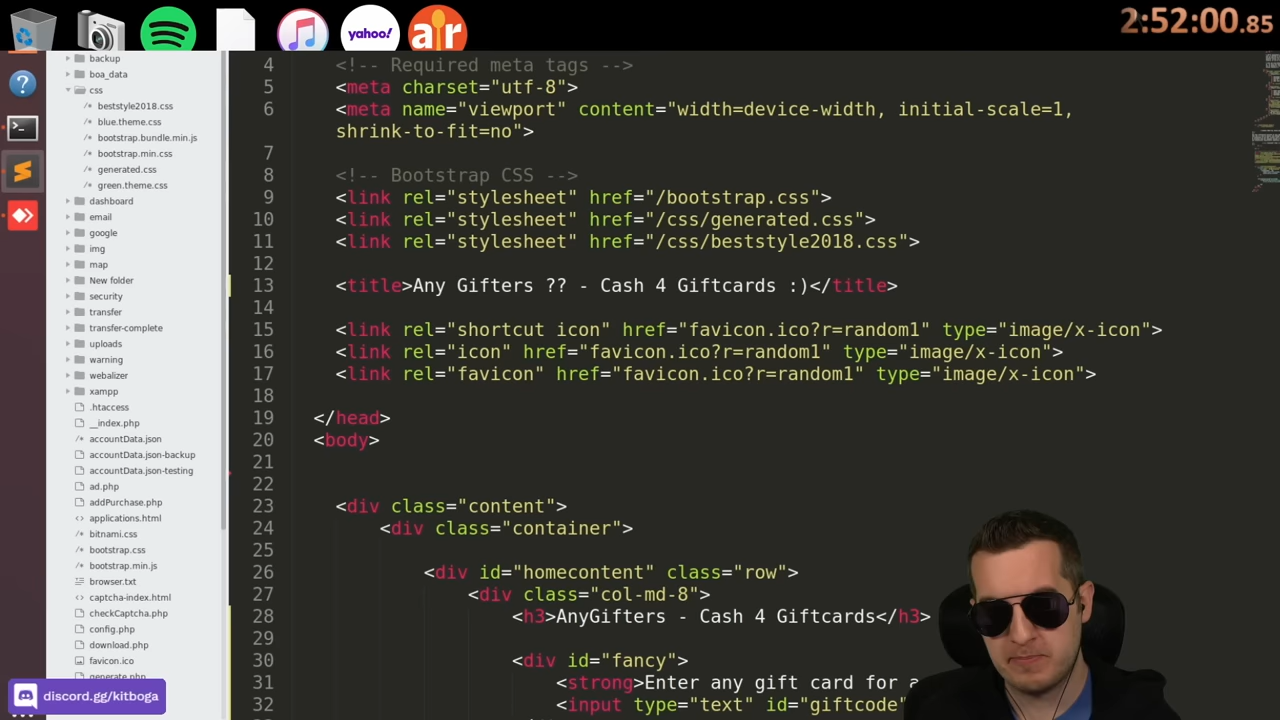 yahoo!
air
2:52:00.85
backup
boa_data
css
beststyle2018.css
blue.theme.css
bootstrap.bundle.min.js
bootstrap.min.css
generated.css
green.theme.css
dashboard
email
google
img
map
New folder
security
transfer
transfer-complete
uploads
warning
webalizer
xampp
.htaccess
__index.php
accountData.json
accountData.json-backup
accountData.json-testing
ad.php
addPurchase.php
applications.html
bitnami.css
bootstrap.css
bootstrap.min.js
browser.txt
captcha-index.html
checkCaptcha.php
config.php
download.php
favicon.ico
generate.php
discord.gg/kitboga
4 <!-- Required meta tags -->
5 <meta charset="utf-8">
6 <meta name="viewport" content="width=device-width, initial-scale=1,
shrink-to-fit=no">
7
8 <!-- Bootstrap CSS -->
9 <link rel="stylesheet" href="/bootstrap.css">
10 <link rel="stylesheet" href="/css/generated.css">
11 <link rel="stylesheet" href="/css/beststyle2018.css">
12
13 <title>Any Gifters ?? - Cash 4 Giftcards :)</title>
14
15 <link rel="shortcut icon" href="favicon.ico?r=random1" type="image/x-icon">
16 <link rel="icon" href="favicon.ico?r=random1" type="image/x-icon">
17 <link rel="favicon" href="favicon.ico?r=random1" type="image/x-icon">
18
19 </head>
20 <body>
21
22
23 <div class="content">
24 <div class="container">
25
26 <div id="homecontent" class="row">
27 <div class="col-md-8">
28 <h3>AnyGifters - Cash 4 Giftcards</h3>
29
30 <div id="fancy">
31 <strong>Enter any gift card for a
32 <input type="text" id="giftcode"